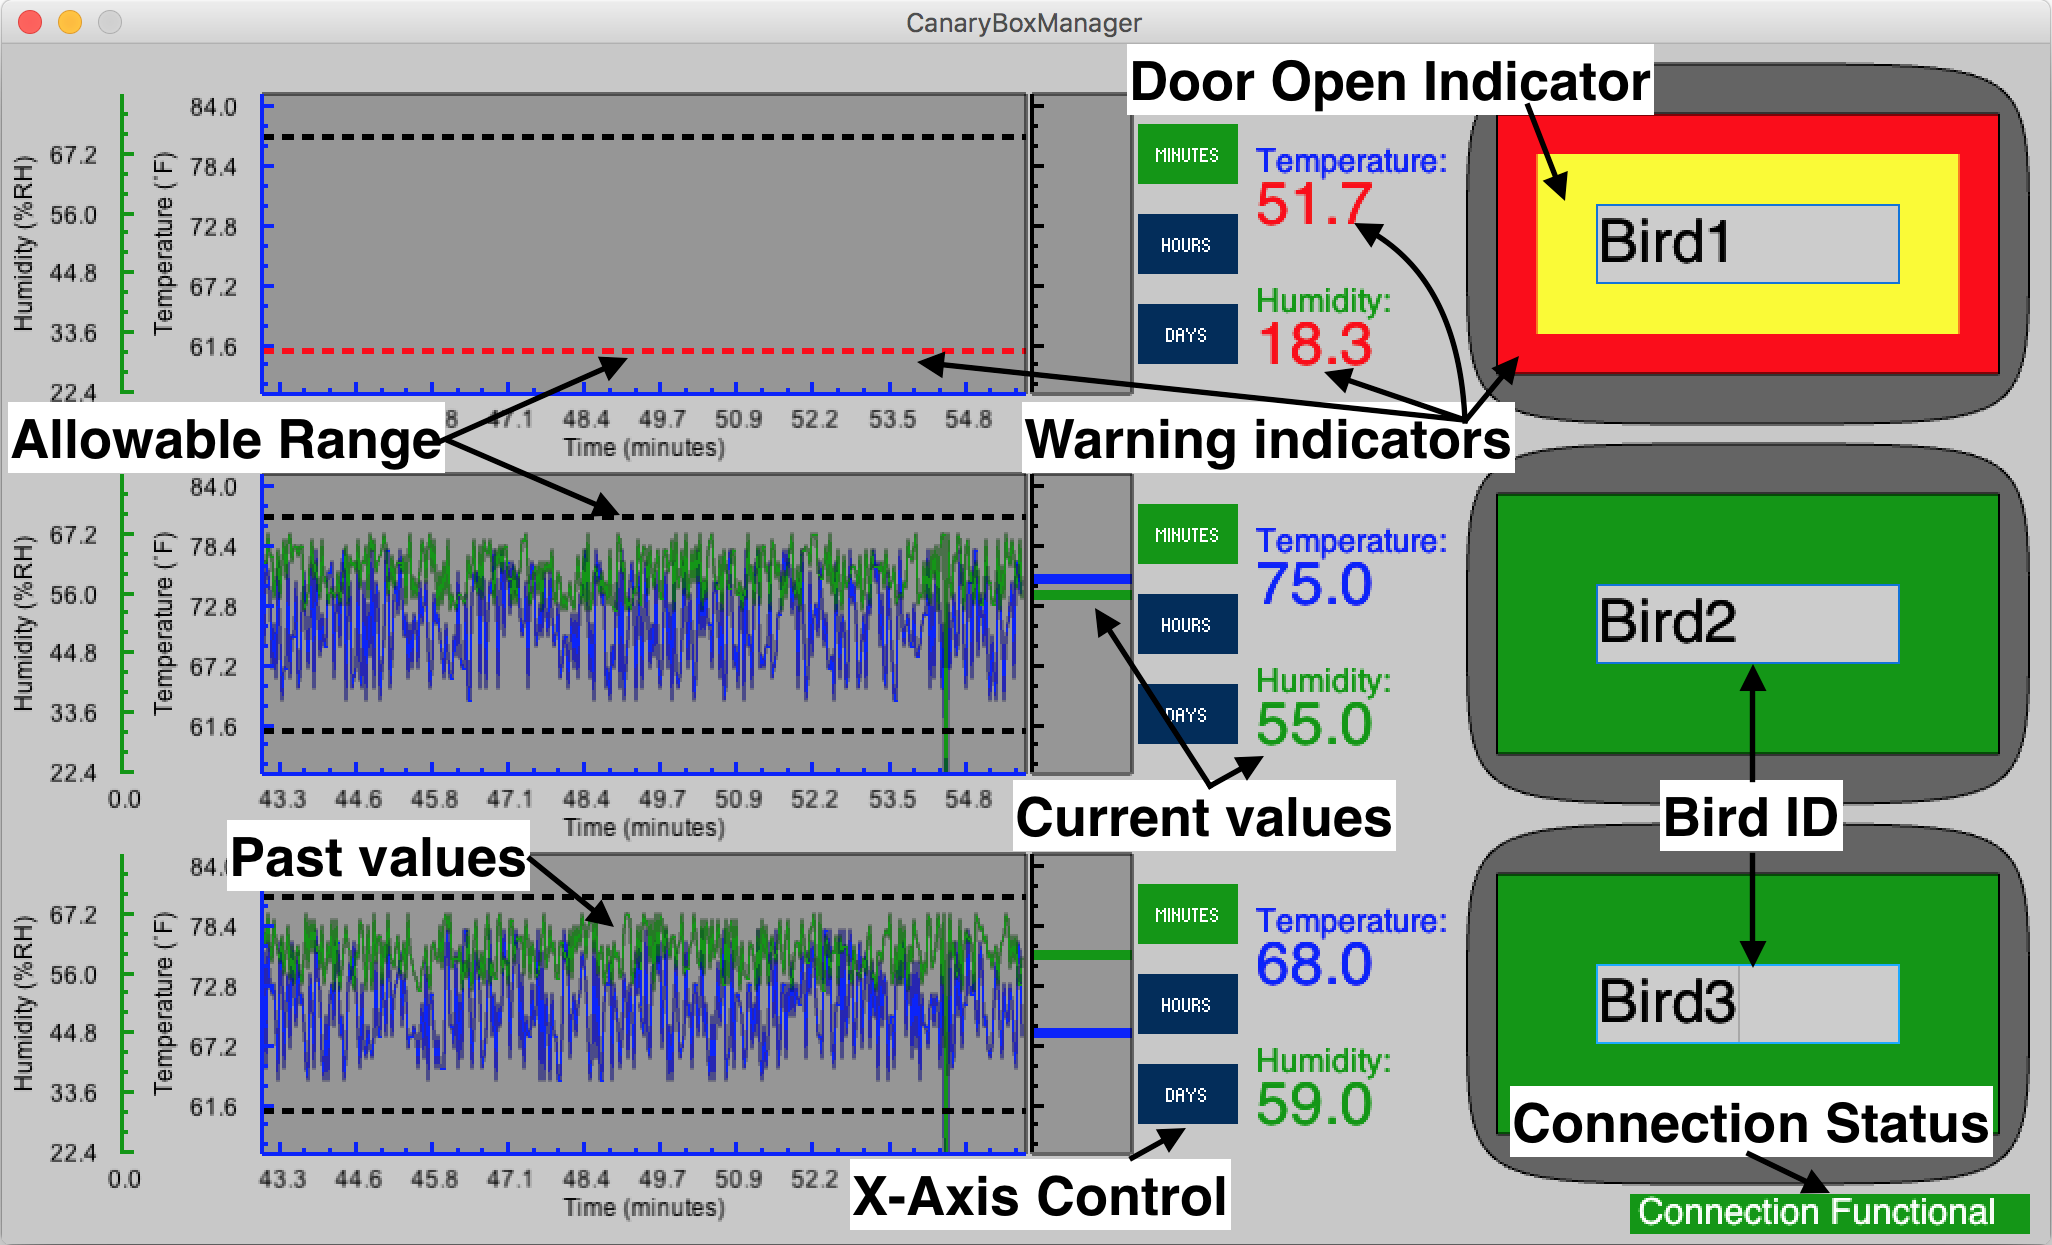 CanaryBoxManager
Door Open Indicator
Humidity (%RH)
67.2
56.0
44.8
33.6
22.4
Temperature (°F)
84.0
78.4
72.8
67.2
61.6
8 47.1 48.4 49.7 50.9 52.2 53.5 54.8
Time (minutes)
MINUTES
HOURS
DAYS
Temperature:
51.7
Humidity:
18.3
Bird1
Allowable Range
Warning indicators
Humidity (%RH)
67.2
56.0
44.8
33.6
22.4
0.0
Temperature (°F)
84.0
78.4
72.8
67.2
61.6
43.3 44.6 45.8 47.1 48.4 49.7 50.9 52.2 53.5 54.8
Time (minutes)
MINUTES
HOURS
DAYS
Temperature:
75.0
Humidity:
55.0
Bird2
Current values
Bird ID
Past values
Humidity (%RH)
67.2
56.0
44.8
33.6
22.4
0.0
Temperature (°F)
84.0
78.4
72.8
67.2
61.6
43.3 44.6 45.8 47.1 48.4 49.7 50.9 52.2
Time (minutes)
MINUTES
HOURS
DAYS
Temperature:
68.0
Humidity:
59.0
Bird3
X-Axis Control
Connection Status
Connection Functional